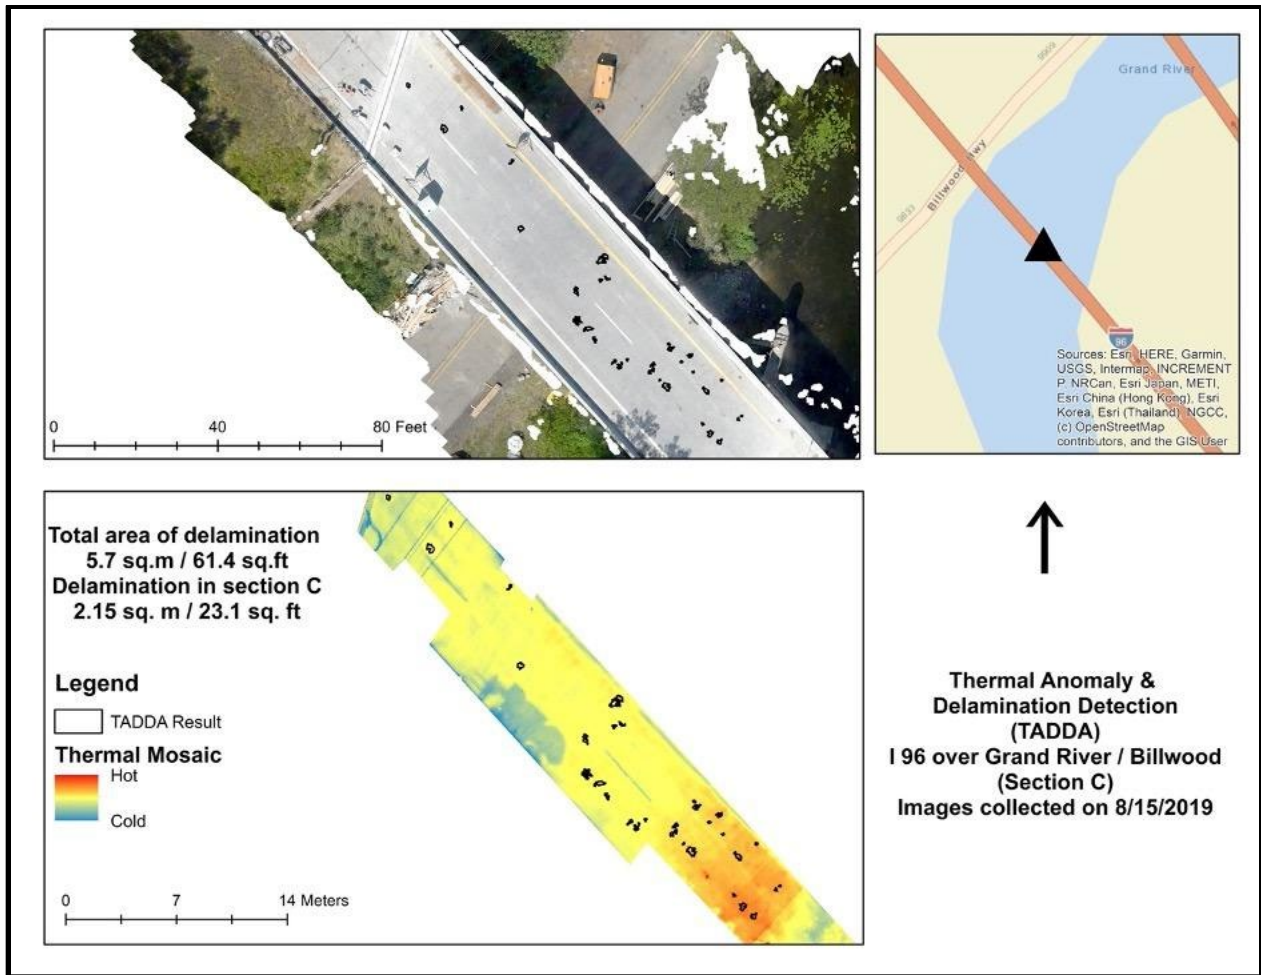 0 40 80 Feet
Grand River
9909
Billwood Hwy
9833
96
Sources: Esri, HERE, Garmin,
USGS, Intermap, INCREMENT
P, NRCan, Esri Japan, METI,
Esri China (Hong Kong), Esri
Korea, Esri (Thailand), NGCC,
(c) OpenStreetMap
contributors, and the GIS User
Total area of delamination
5.7 sq.m / 61.4 sq.ft
Delamination in section C
2.15 sq. m / 23.1 sq. ft
Legend
TADDA Result
Thermal Mosaic
Hot
Cold
0 7 14 Meters
Thermal Anomaly &
Delamination Detection
(TADDA)
I 96 over Grand River / Billwood
(Section C)
Images collected on 8/15/2019